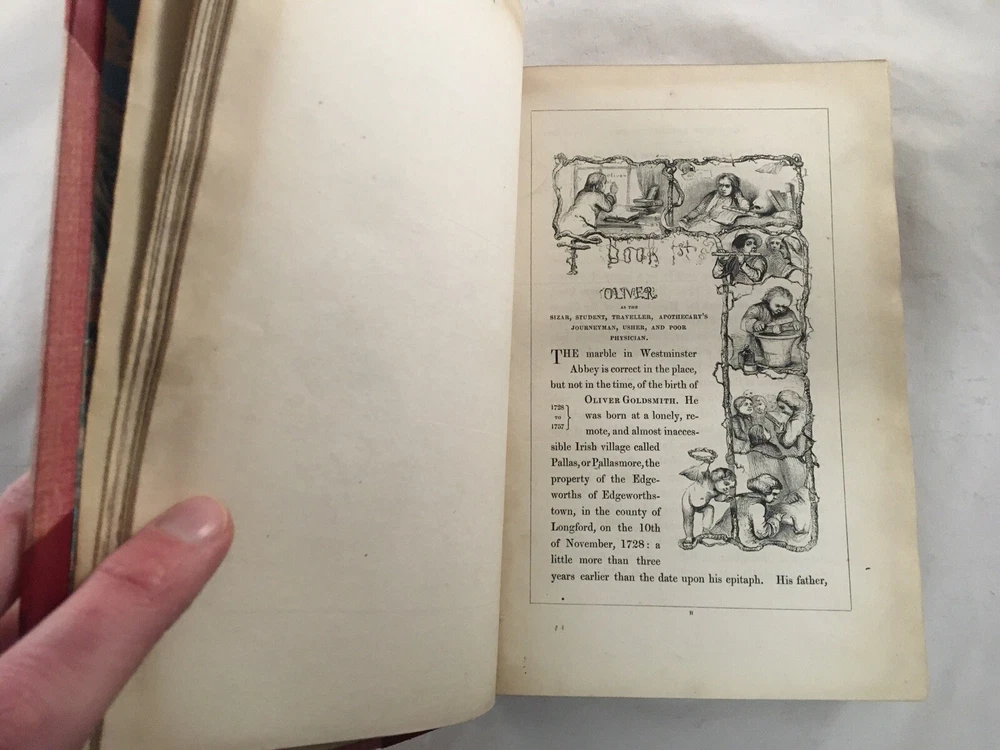 OLIVER
BOOK 1st
OLIVER,
AS THE
SIZAR, STUDENT, TRAVELLER, APOTHECARY'S
JOURNEYMAN, USHER, AND POOR
PHYSICIAN.
THE marble in Westminster
Abbey is correct in the place,
but not in the time, of the birth of
OLIVER GOLDSMITH. He
1728
TO
1757
was born at a lonely, re-
mote, and almost inacces-
sible Irish village called
Pallas, or Pallasmore, the
property of the Edge-
worths of Edgeworths-
town, in the county of
Longford, on the 10th
of November, 1728: a
little more than three
years earlier than the date upon his epitaph. His father,
B